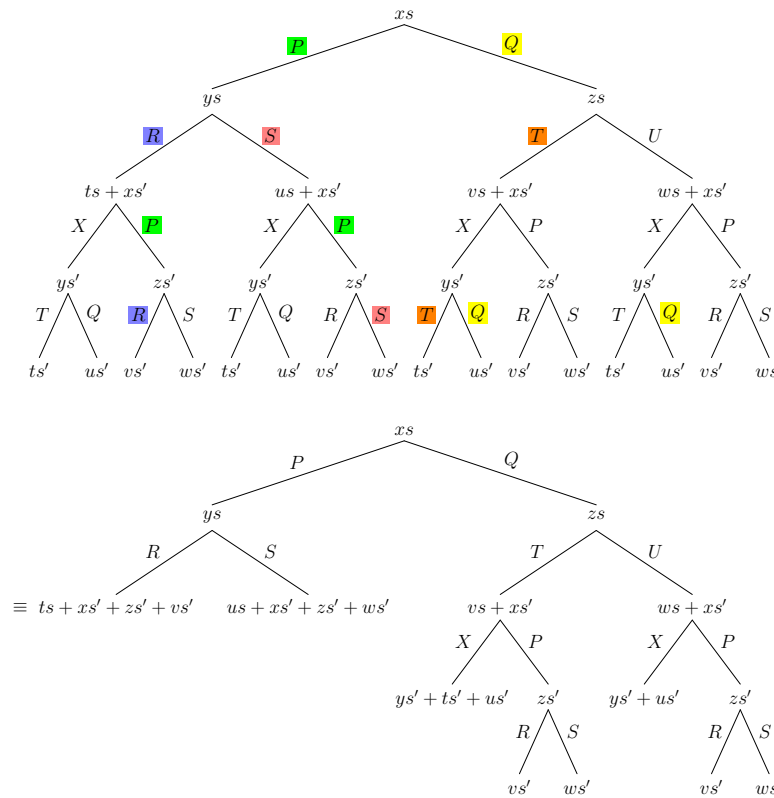 xs
P Q
ys zs
R S T U
ts + xs′ us + xs′ vs + xs′ ws + xs′
X P X P X P X P
ys′ zs′ ys′ zs′ ys′ zs′ ys′ zs′
T Q R S T Q R S T Q R S T Q R S
ts′ us′ vs′ ws′ ts′ us′ vs′ ws′ ts′ us′ vs′ ws′ ts′ us′ vs′ ws
xs
P Q
ys zs
R S T U
≡ ts + xs′ + zs′ + vs′ us + xs′ + zs′ + ws′ vs + xs′ ws + xs′
X P X P
ys′ + ts′ + us′ zs′ ys′ + us′ zs′
R S R S
vs′ ws′ vs′ ws